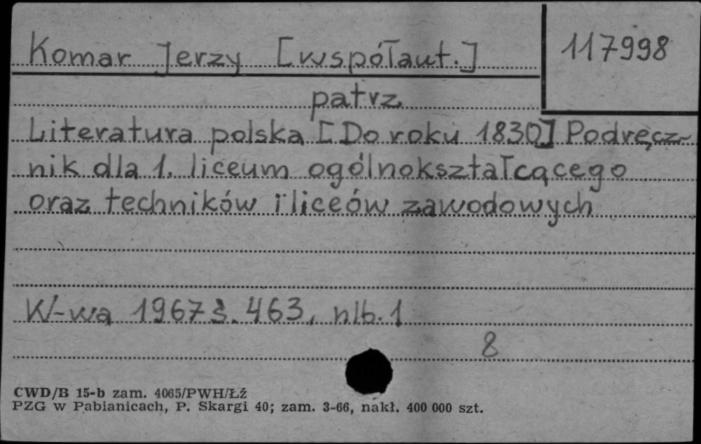 Komar Jerzy [współaut.] 117998
patrz
Literatura polska [Do roku 1830] Podręcz-
nik dla 1. liceum ogólnokształcącego
oraz techników i liceów zawodowych
W-wa 1967 s. 463, nlb. 1
8
CWD/B 15-b zam. 4065/PWH/Łź
PZG w Pabianicach, P. Skargi 40; zam. 3-66, nakł. 400 000 szt.